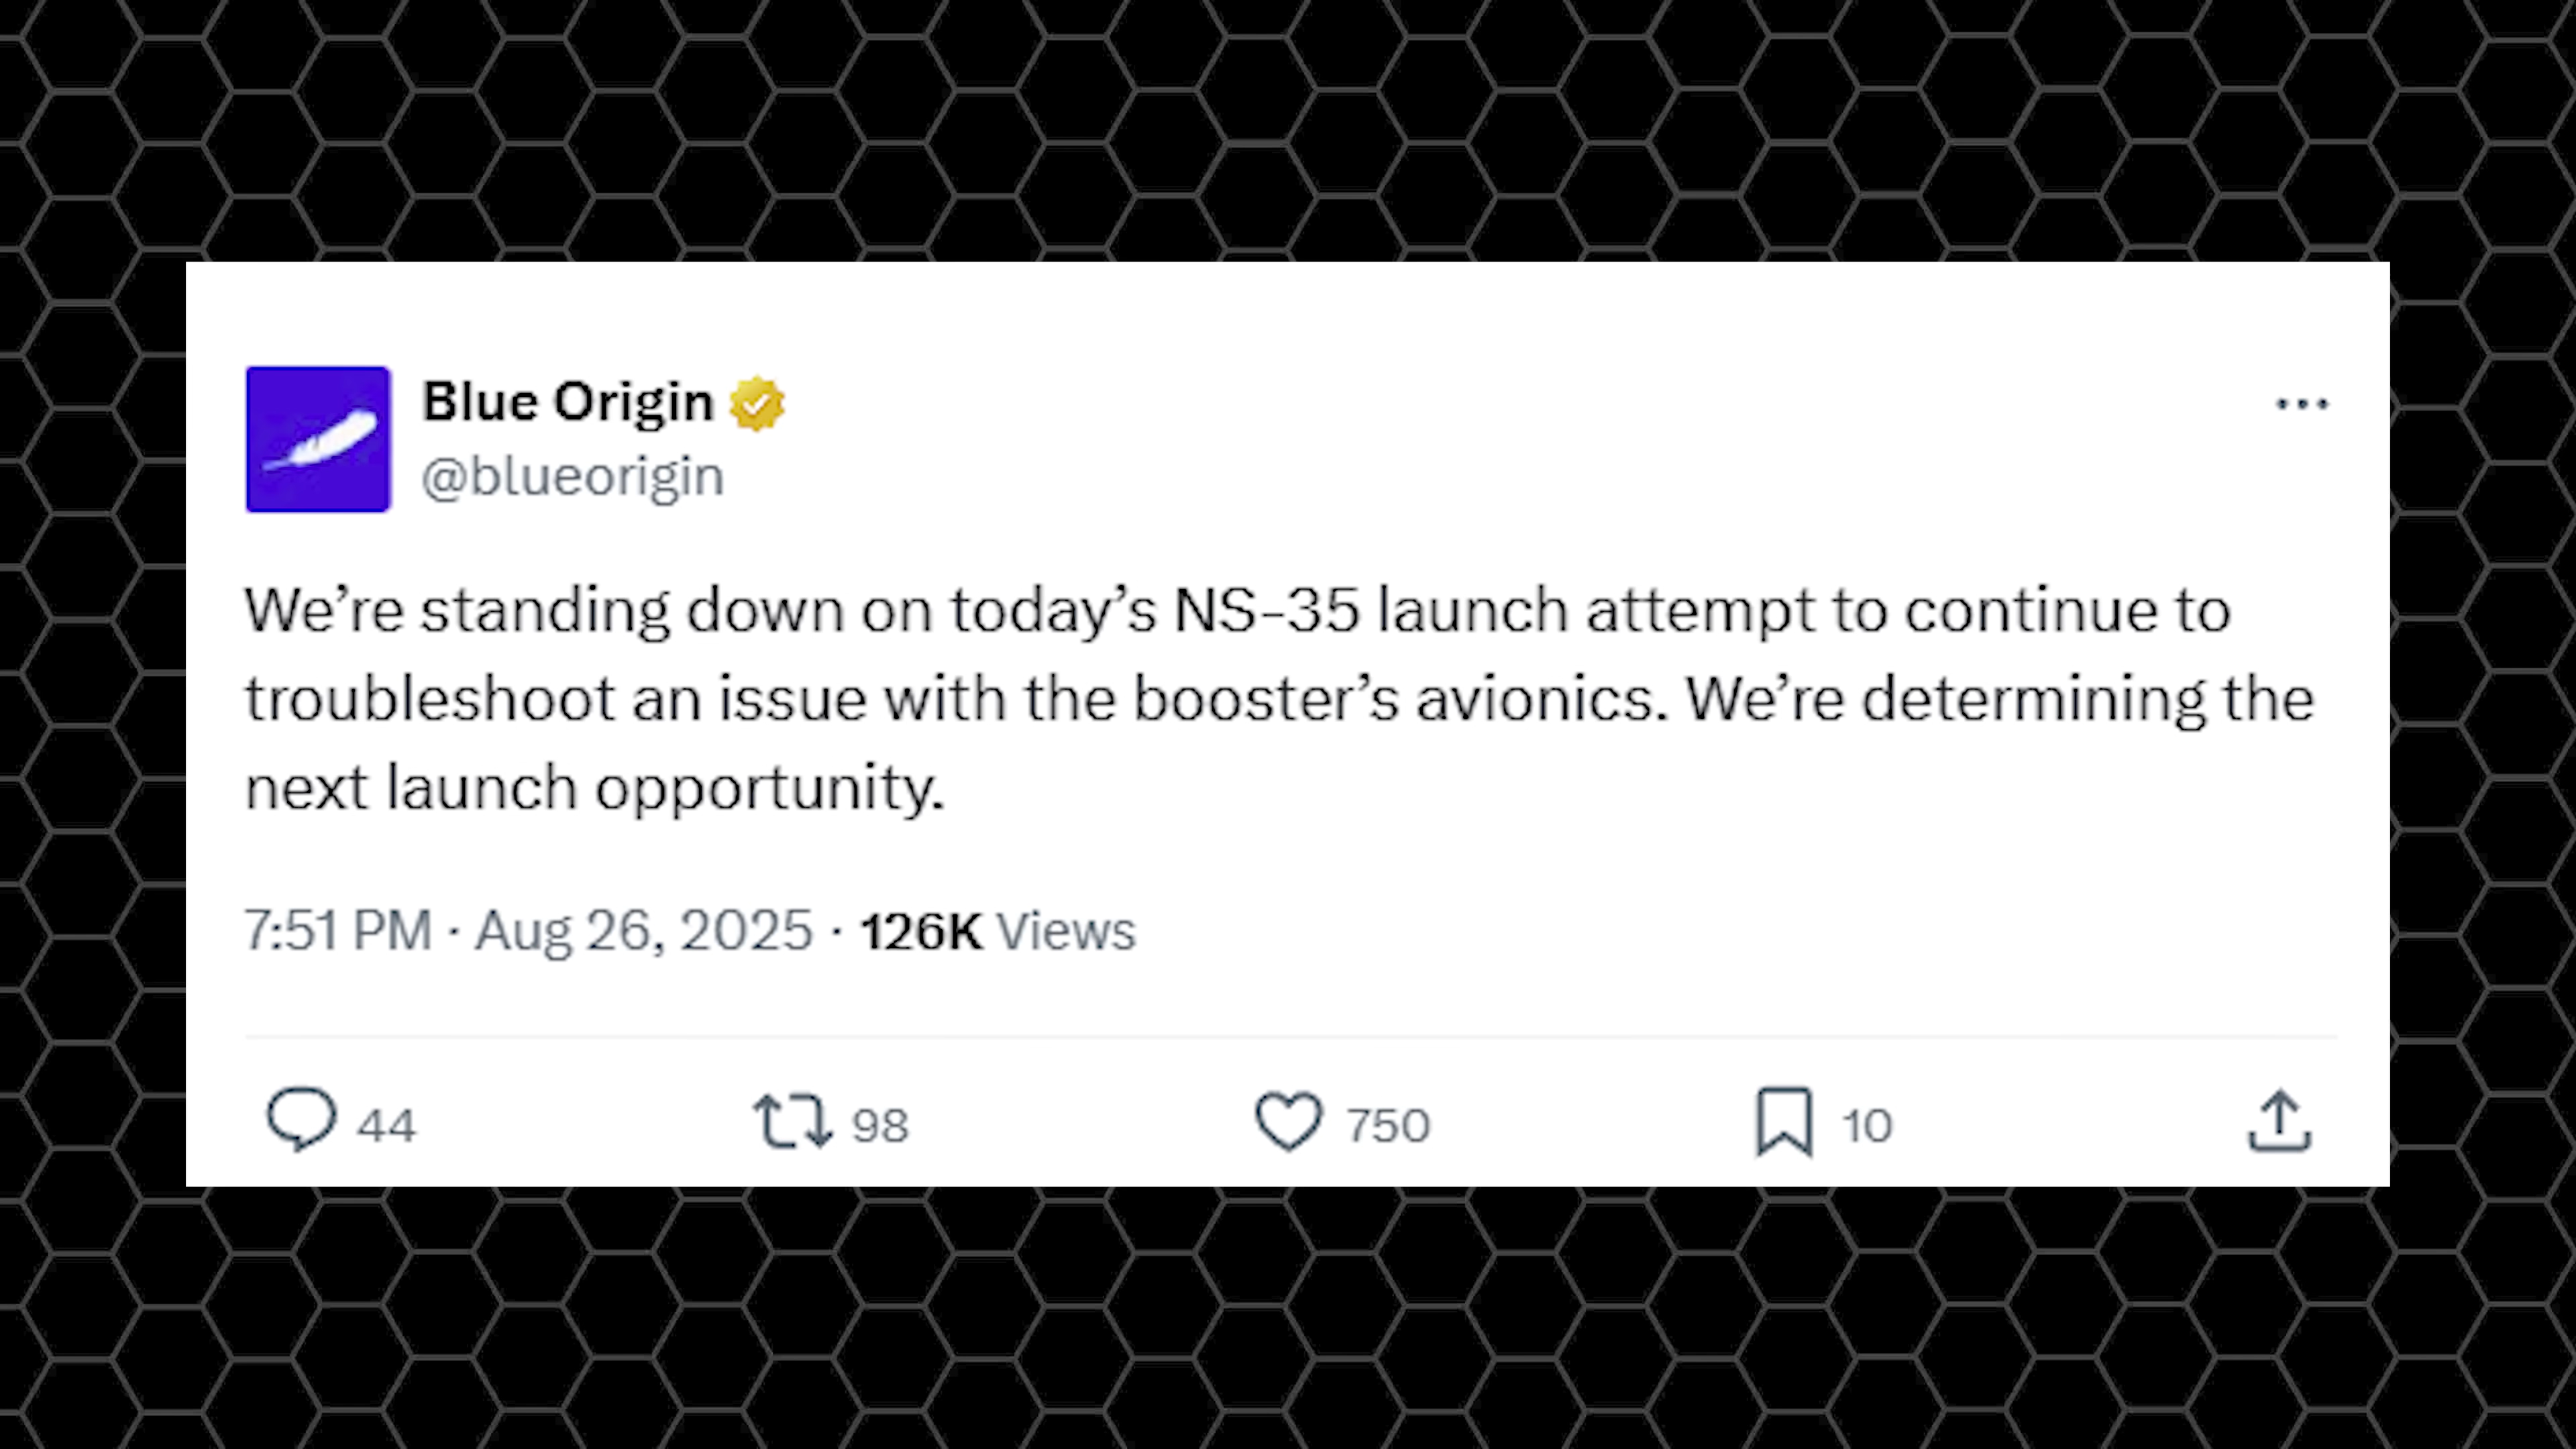 Blue Origin
@blueorigin
We’re standing down on today’s NS-35 launch attempt to continue to
troubleshoot an issue with the booster’s avionics. We’re determining the
next launch opportunity.
7:51 PM · Aug 26, 2025 · 126K Views
44 98 750 10